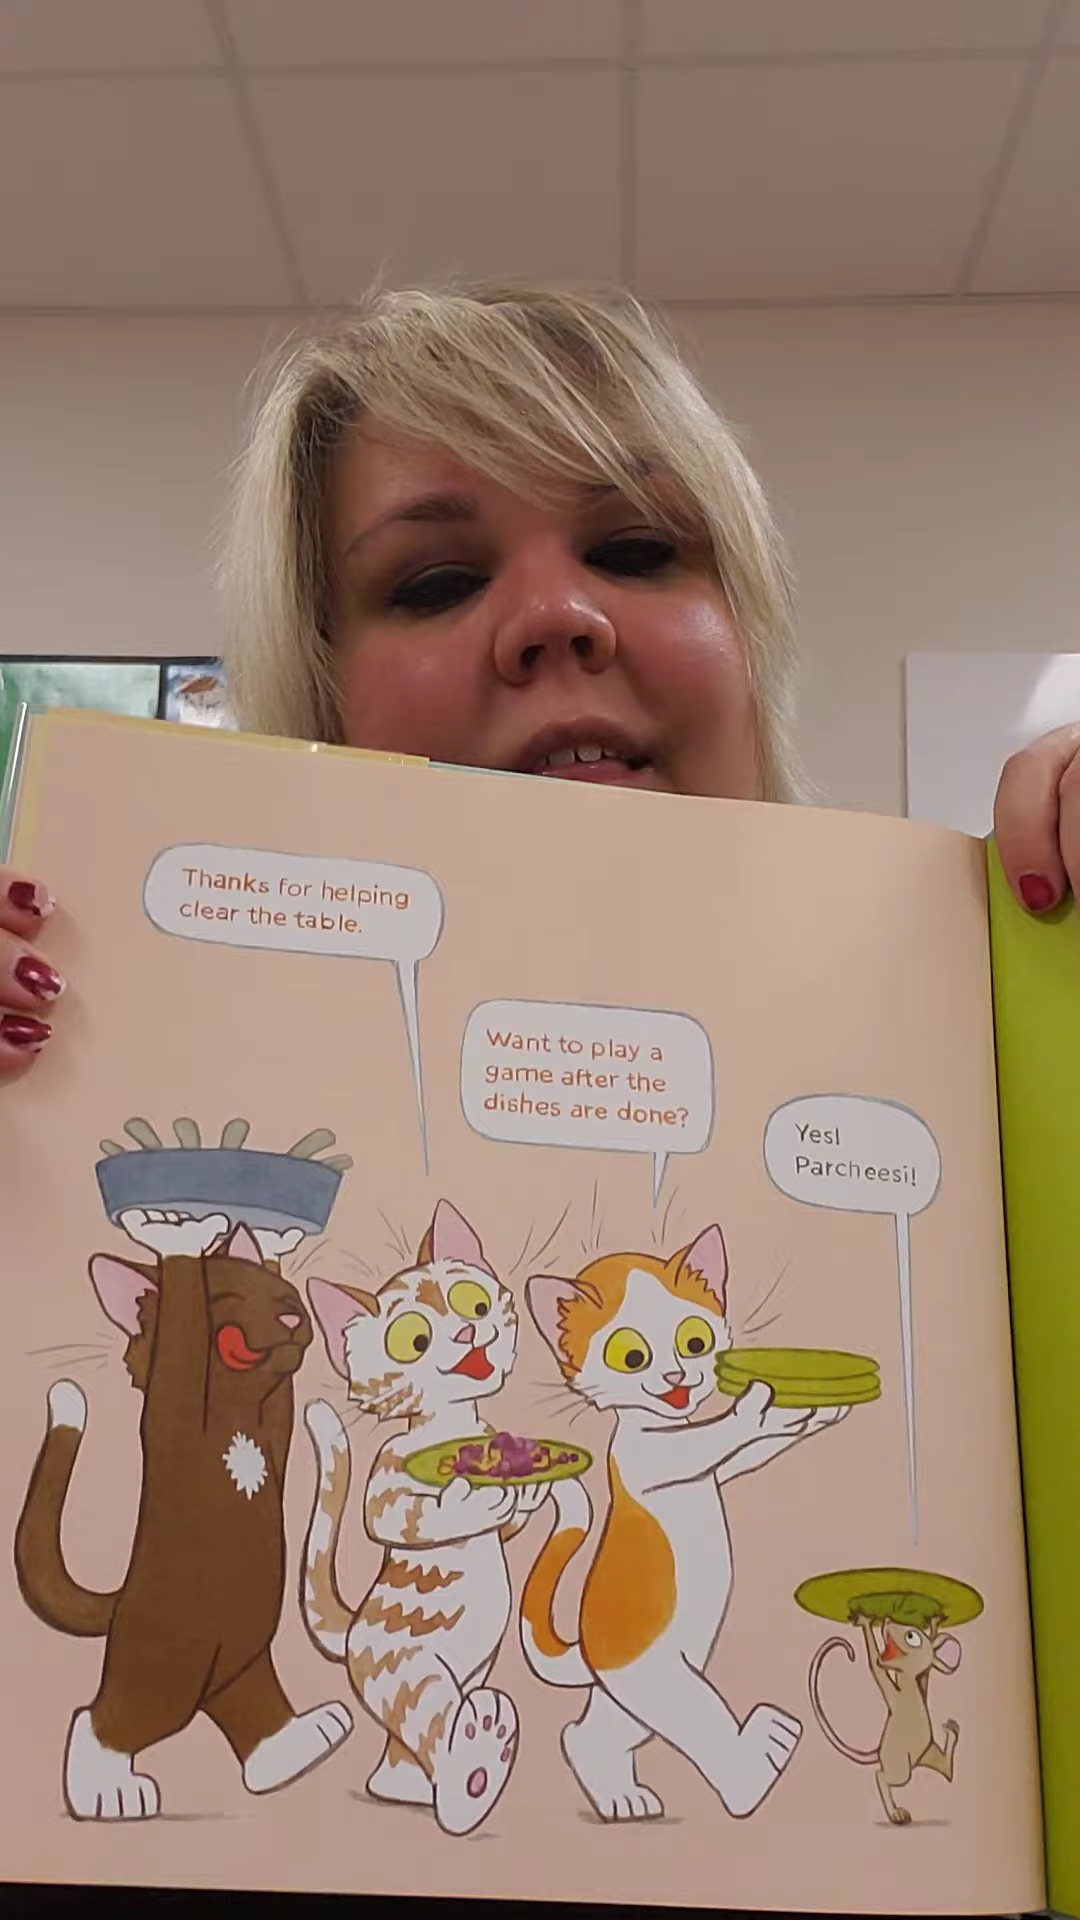 Thanks for helping
clear the table.
Want to play a
game after the
dishes are done?
Yes!
Parcheesi!